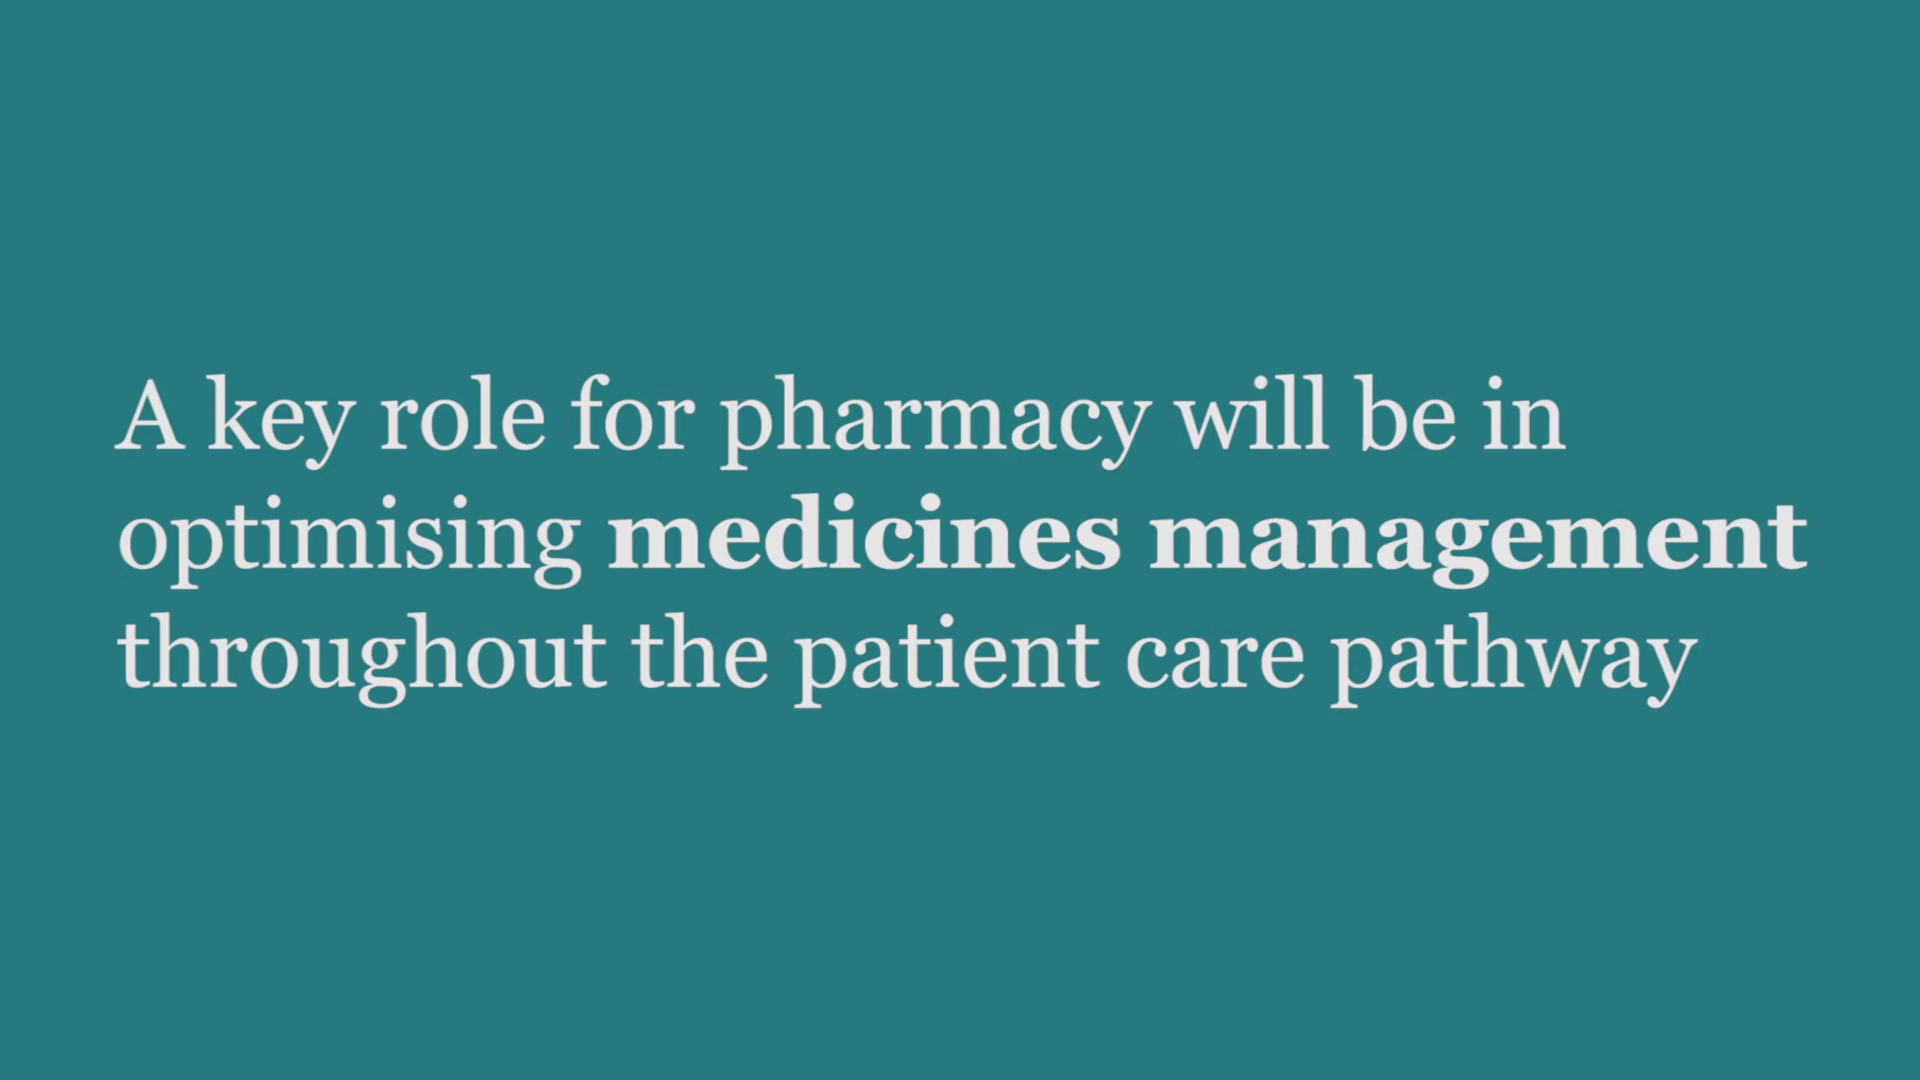 A key role for pharmacy will be in
optimising medicines management
throughout the patient care pathway